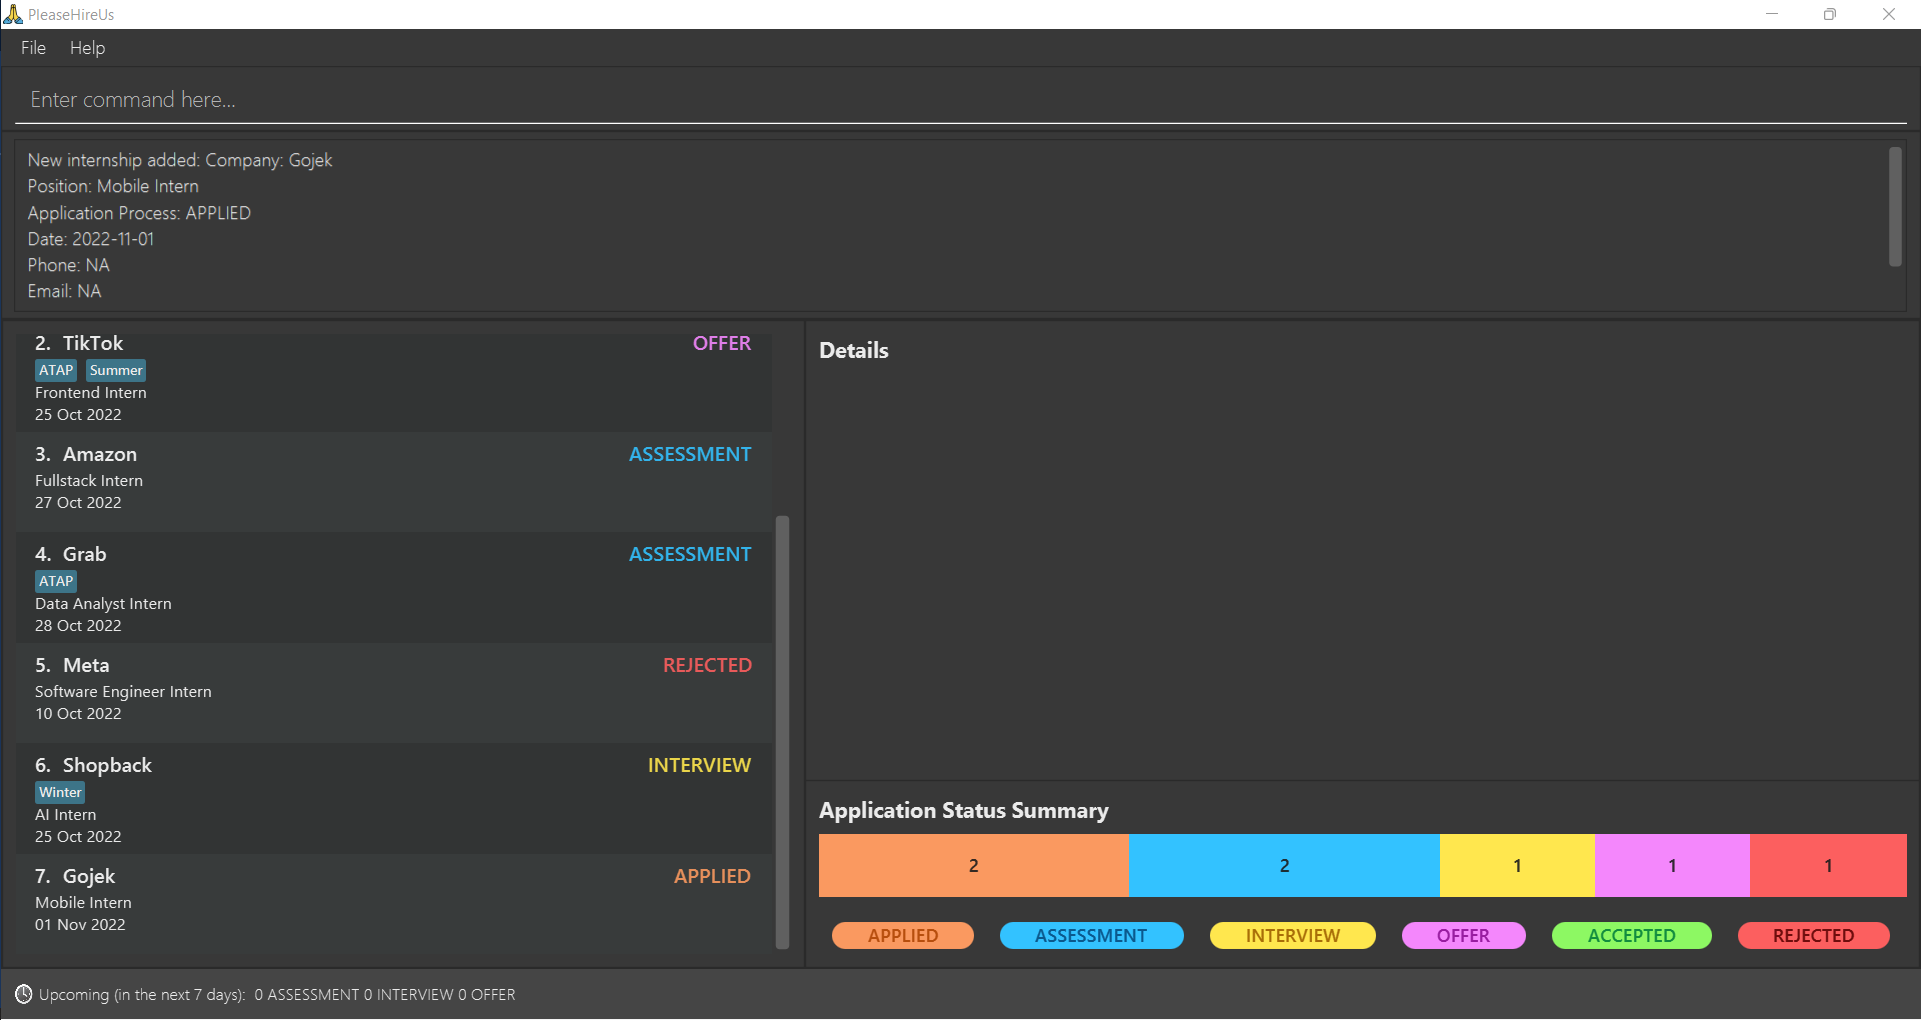 PleaseHireUs
File Help
Enter command here...
New internship added: Company: Gojek
Position: Mobile Intern
Application Process: APPLIED
Date: 2022-11-01
Phone: NA
Email: NA
2. TikTok OFFER
ATAP Summer
Frontend Intern
25 Oct 2022
3. Amazon ASSESSMENT
Fullstack Intern
27 Oct 2022
4. Grab ASSESSMENT
ATAP
Data Analyst Intern
28 Oct 2022
5. Meta REJECTED
Software Engineer Intern
10 Oct 2022
6. Shopback INTERVIEW
Winter
AI Intern
25 Oct 2022
7. Gojek APPLIED
Mobile Intern
01 Nov 2022
Details
Application Status Summary
2 2 1 1 1
APPLIED ASSESSMENT INTERVIEW OFFER ACCEPTED REJECTED
Upcoming (in the next 7 days): 0 ASSESSMENT 0 INTERVIEW 0 OFFER